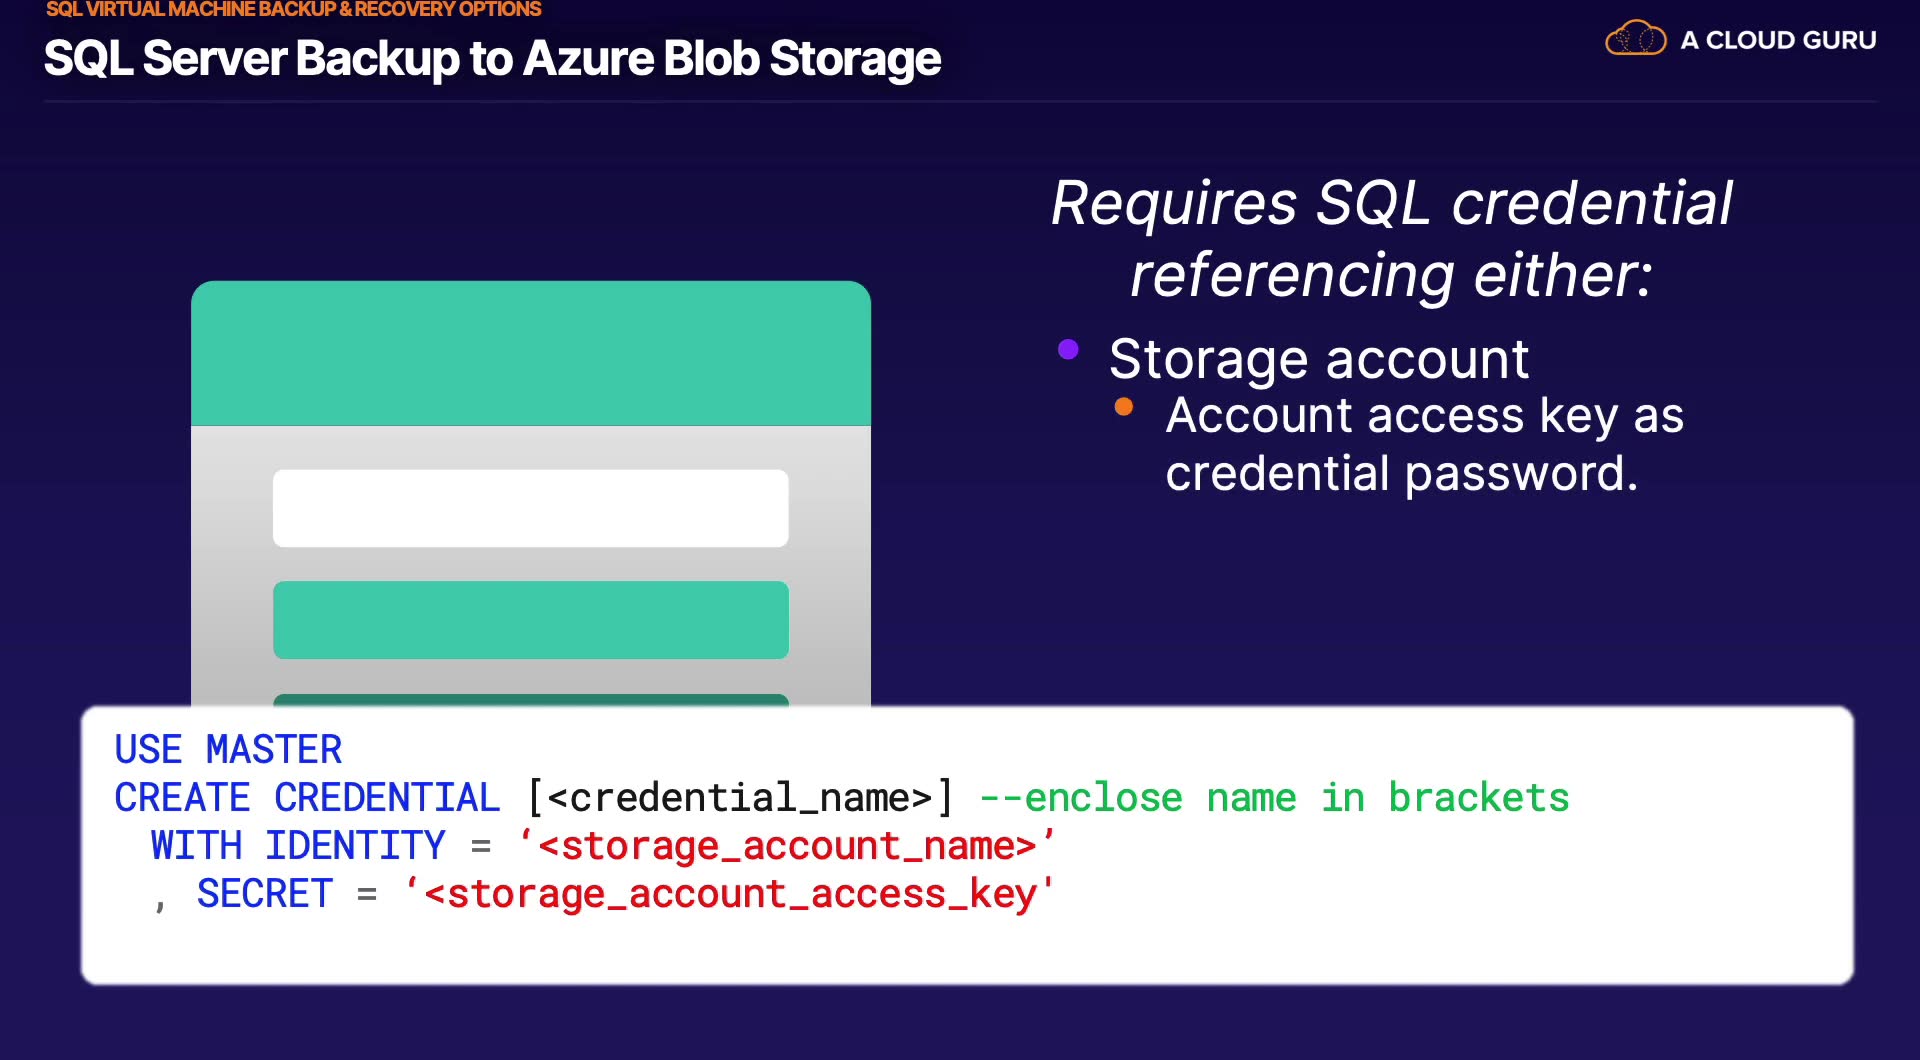 SQL VIRTUAL MACHINE BACKUP & RECOVERY OPTIONS
SQL Server Backup to Azure Blob Storage
A CLOUD GURU
Requires SQL credential
referencing either:
Storage account
Account access key as
credential password.
USE MASTER
CREATE CREDENTIAL [<credential_name>] --enclose name in brackets
WITH IDENTITY = ‘<storage_account_name>’
, SECRET = ‘<storage_account_access_key'